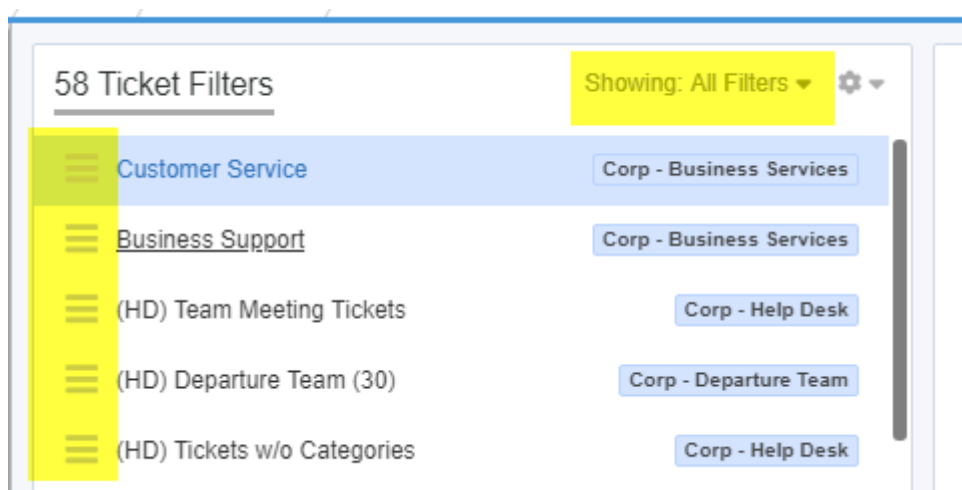 58 Ticket Filters Showing: All Filters
Customer Service Corp - Business Services
Business Support Corp - Business Services
(HD) Team Meeting Tickets Corp - Help Desk
(HD) Departure Team (30) Corp - Departure Team
(HD) Tickets w/o Categories Corp - Help Desk